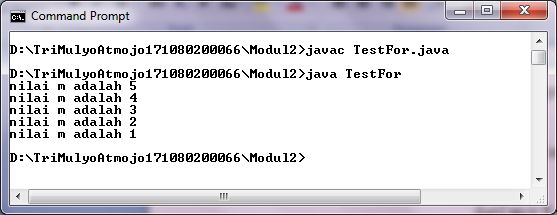 Command Prompt
D:\TriMulyoAtmojo171080200066\Modul2>javac TestFor.java
D:\TriMulyoAtmojo171080200066\Modul2>java TestFor
nilai m adalah 5
nilai m adalah 4
nilai m adalah 3
nilai m adalah 2
nilai m adalah 1
D:\TriMulyoAtmojo171080200066\Modul2>